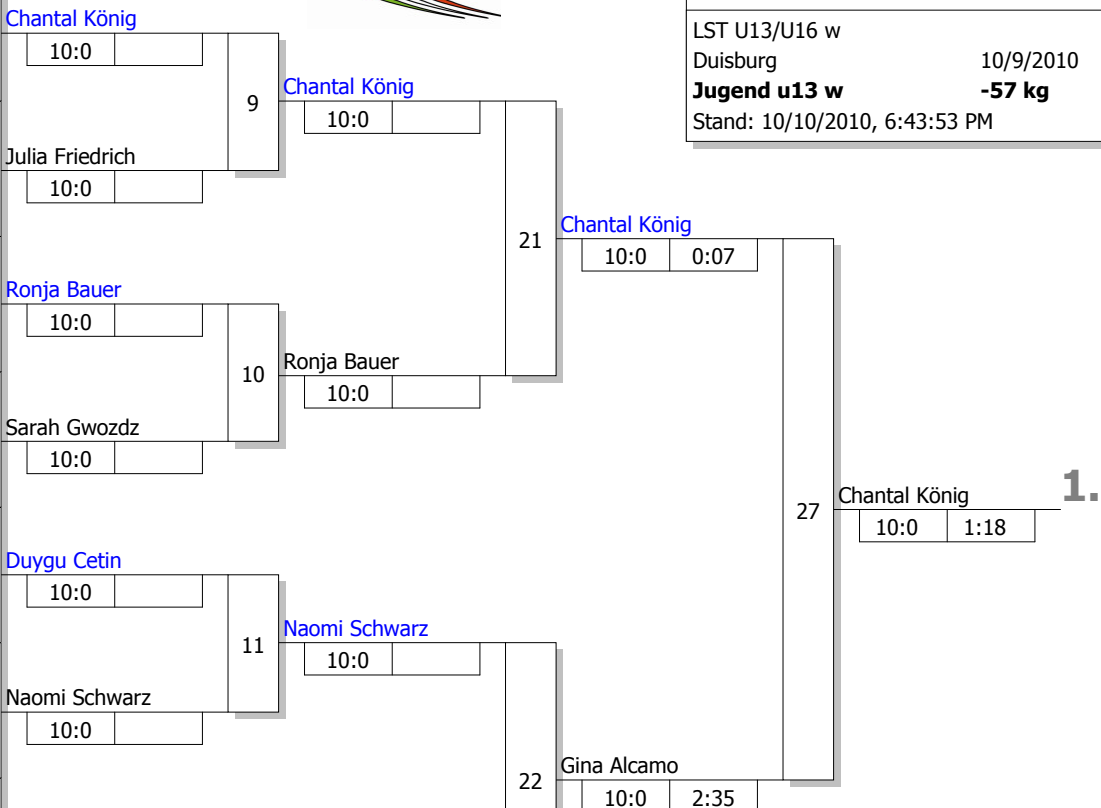 LST U13/U16 w
Duisburg 10/9/2010
Jugend u13 w -57 kg
Stand: 10/10/2010, 6:43:53 PM
Chantal König
10:0
9
Julia Friedrich
10:0
Ronja Bauer
10:0
10
Sarah Gwozdz
10:0
Duygu Cetin
10:0
11
Naomi Schwarz
10:0
Chantal König
10:0
21
Ronja Bauer
10:0
Naomi Schwarz
10:0
22
Chantal König
10:0 0:07
27
Gina Alcamo
10:0 2:35
Chantal König 1.
10:0 1:18